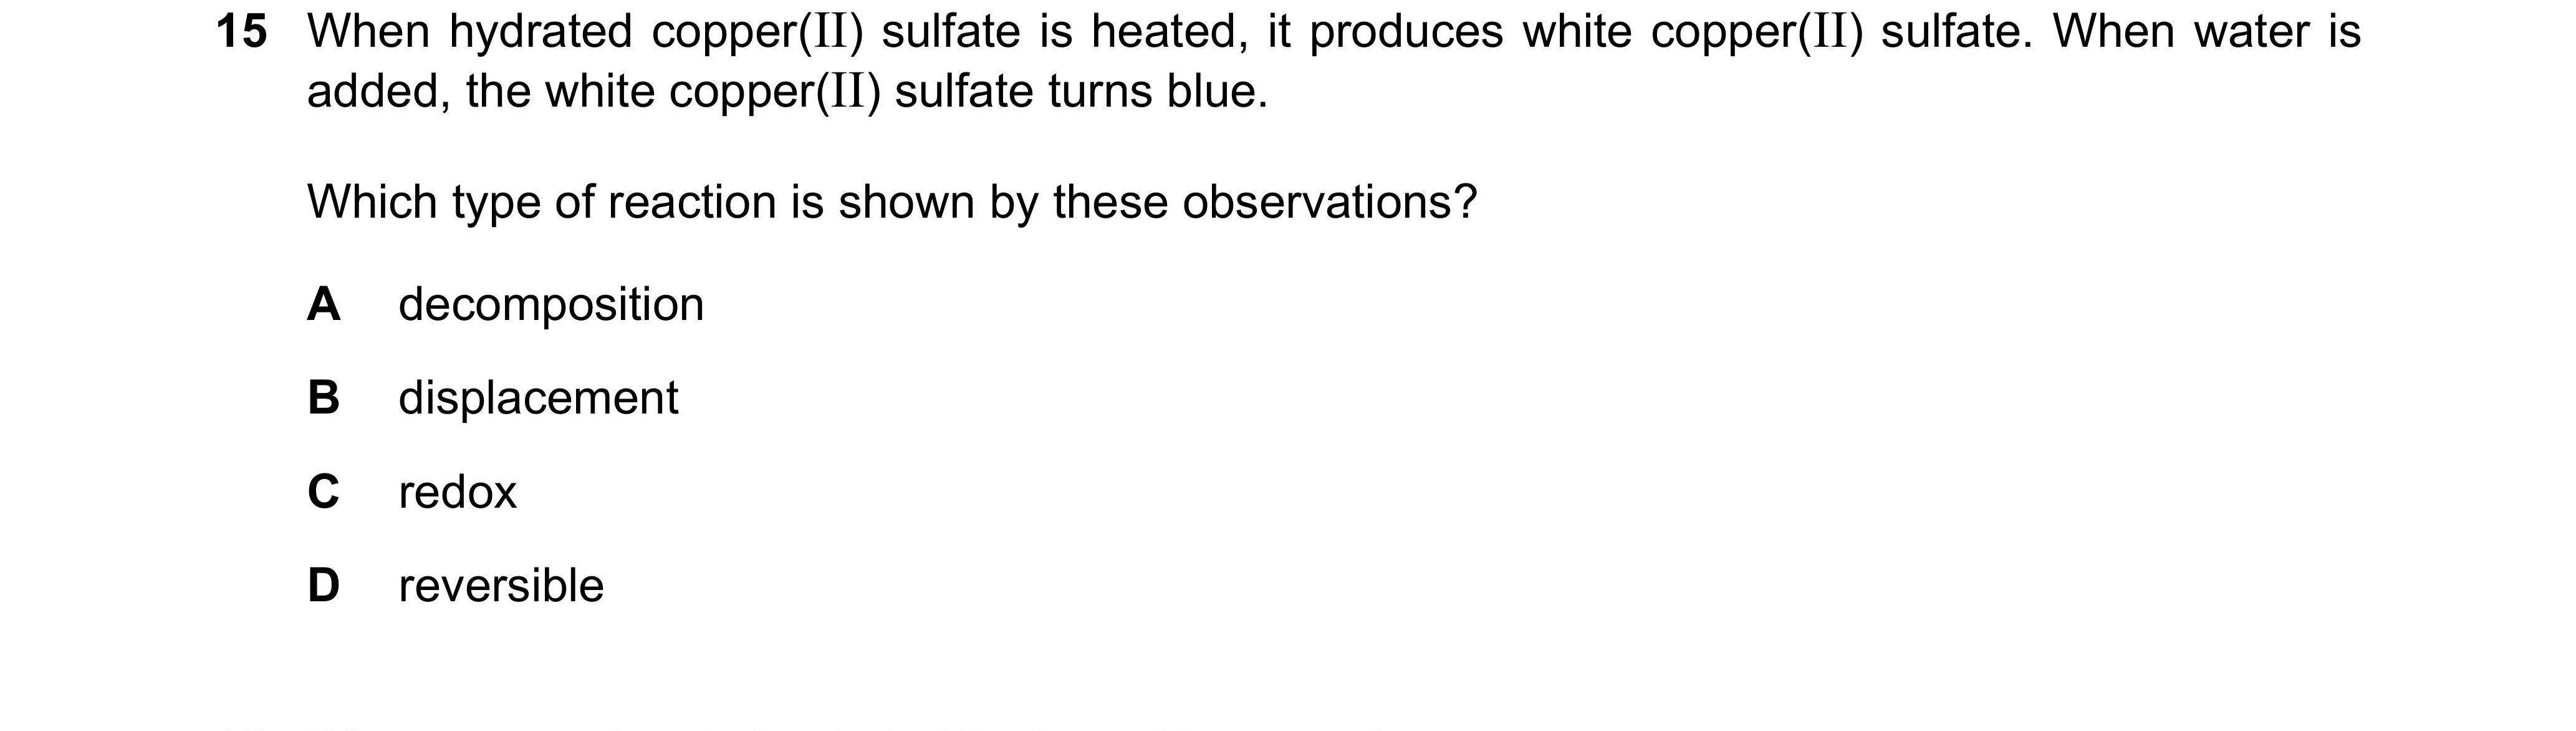 15 When hydrated copper(II) sulfate is heated, it produces white copper(II) sulfate. When water is
added, the white copper(II) sulfate turns blue.
Which type of reaction is shown by these observations?
A decomposition
B displacement
C redox
D reversible